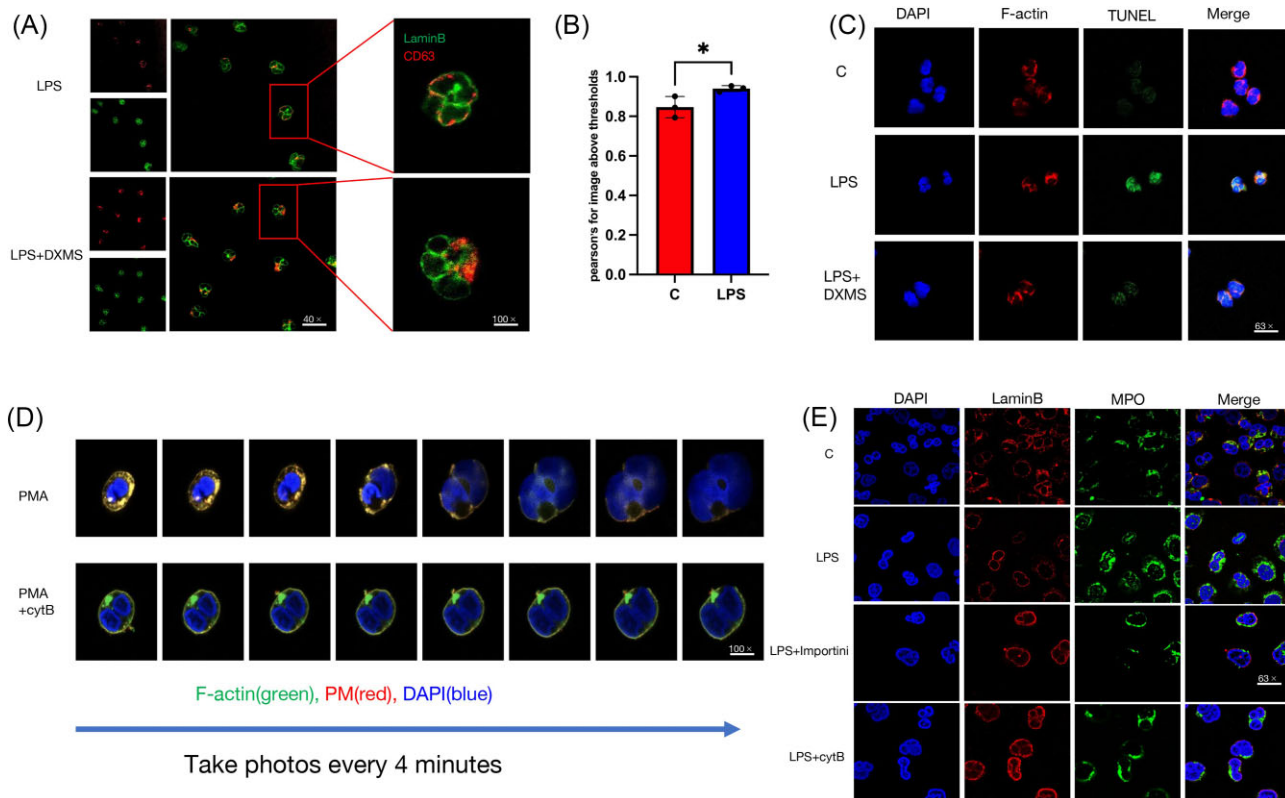 (A)
LPS
LPS+DXMS
LaminB
CD63
40×
100×
(B)
*
pearson's for image above thresholds
1.0
0.8
0.6
0.4
0.2
0.0
C
LPS
(C)
DAPI
F-actin
TUNEL
Merge
C
LPS
LPS+
DXMS
63×
(D)
PMA
PMA
+cytB
100×
F-actin(green), PM(red), DAPI(blue)
Take photos every 4 minutes
(E)
DAPI
LaminB
MPO
Merge
C
LPS
LPS+Importini
63×
LPS+cytB